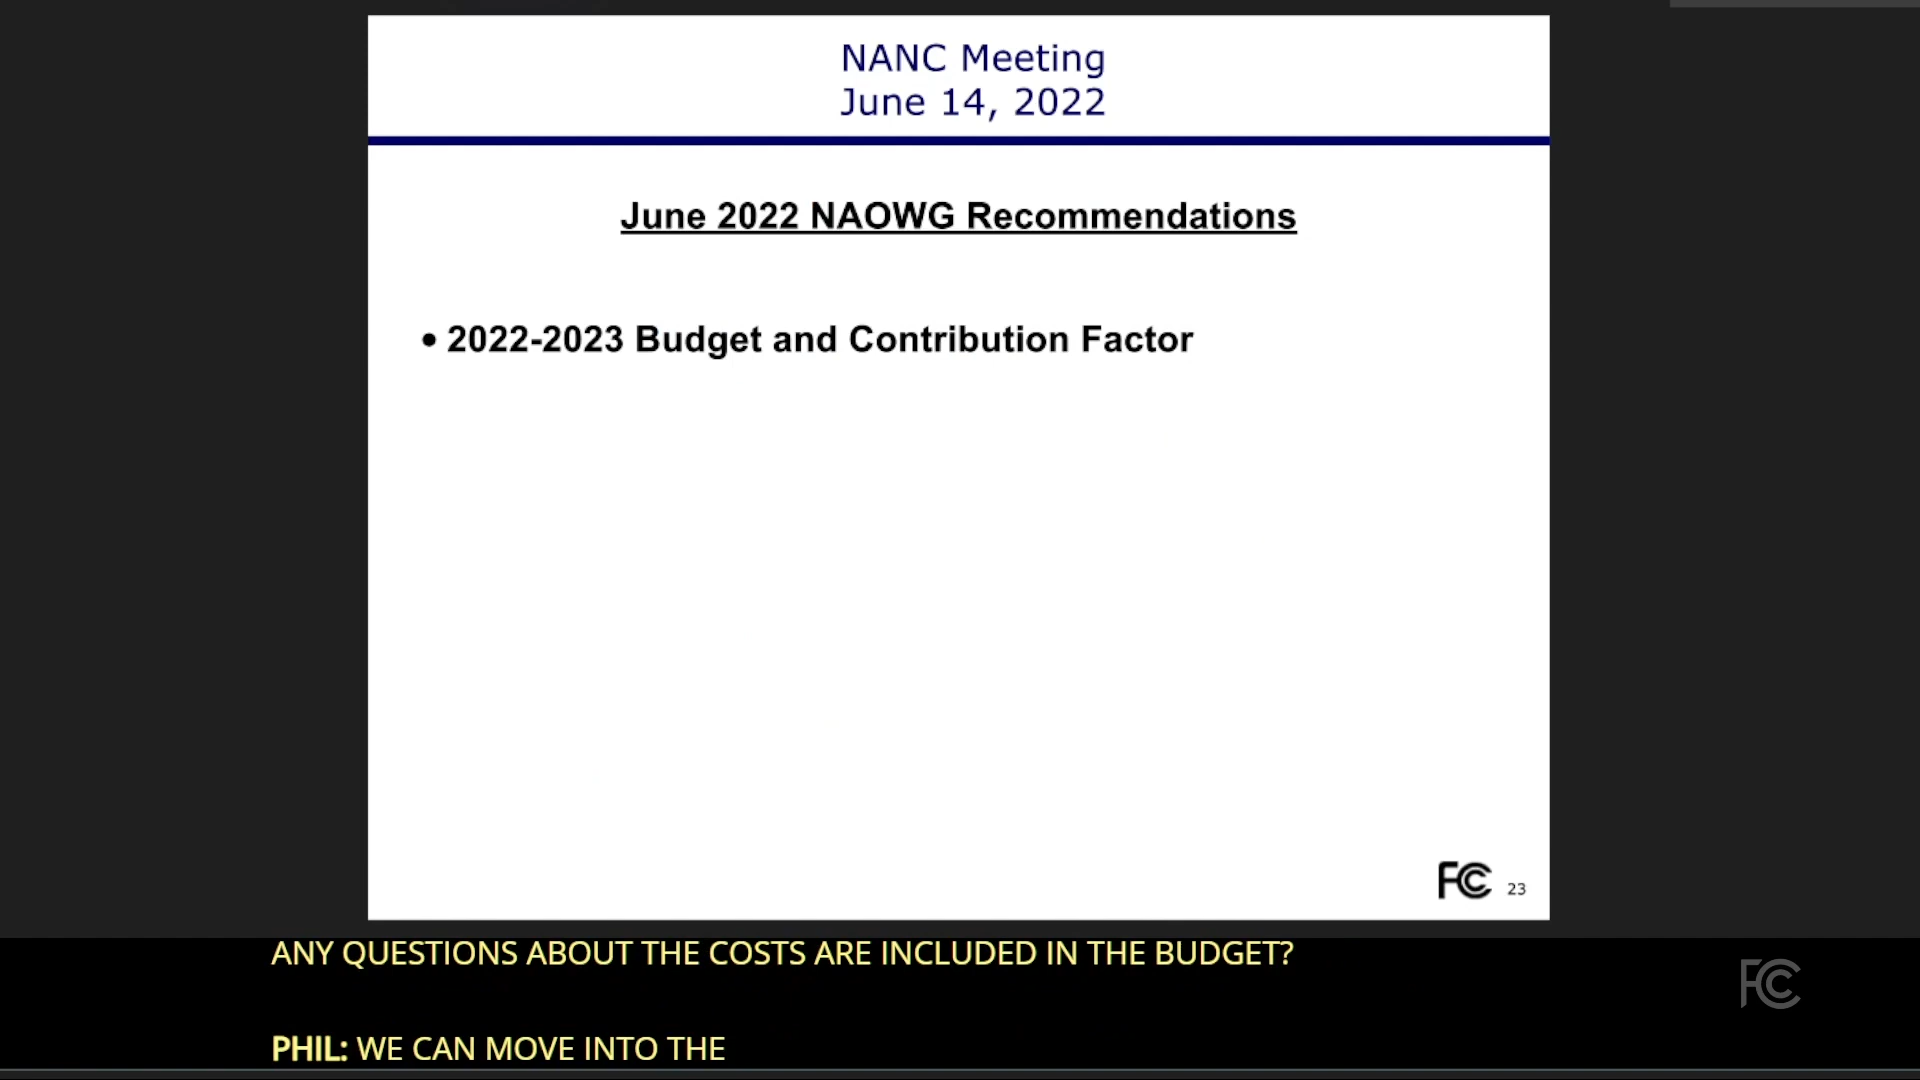 NANC Meeting
June 14, 2022
June 2022 NAOWG Recommendations
• 2022-2023 Budget and Contribution Factor
FCC 23
ANY QUESTIONS ABOUT THE COSTS ARE INCLUDED IN THE BUDGET?
FCC
PHIL: WE CAN MOVE INTO THE